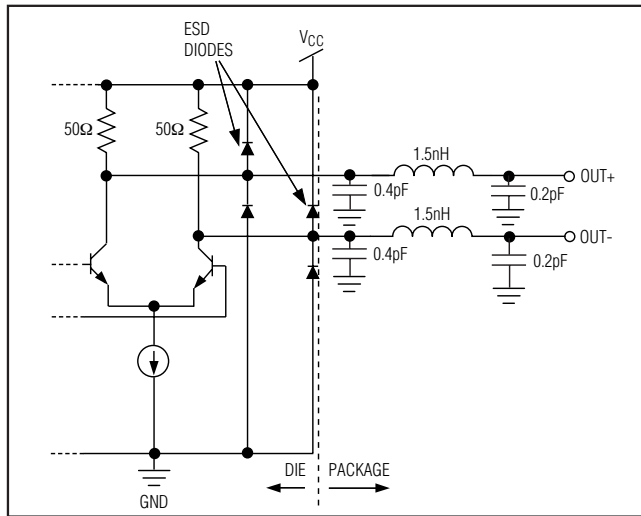 ESD
DIODES
VCC
50Ω
50Ω
1.5nH
OUT+
0.4pF
0.2pF
1.5nH
OUT-
0.4pF
0.2pF
DIE
PACKAGE
GND